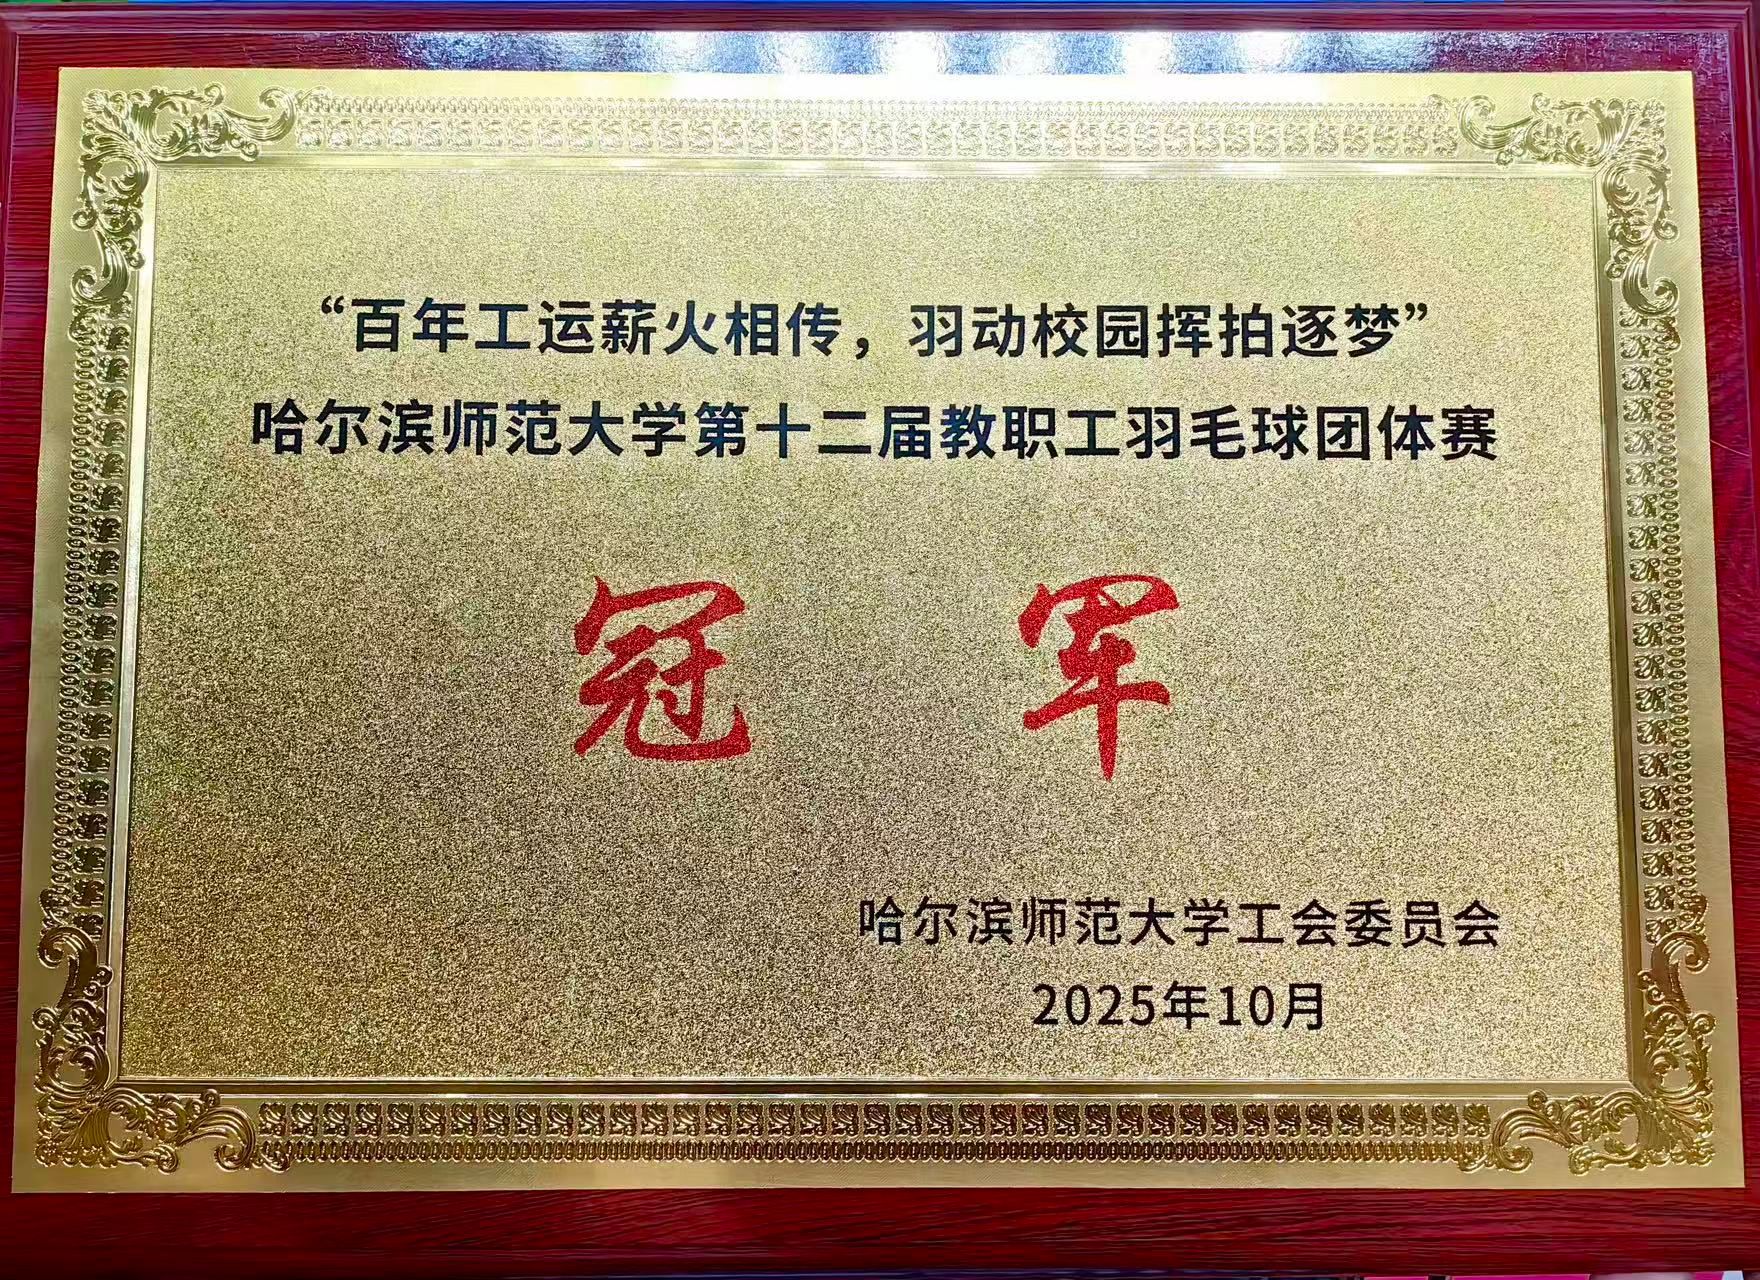 “百年工运薪火相传，羽动校园挥拍逐梦”
哈尔滨师范大学第十二届教职工羽毛球团体赛
冠 军
哈尔滨师范大学工会委员会
2025年10月